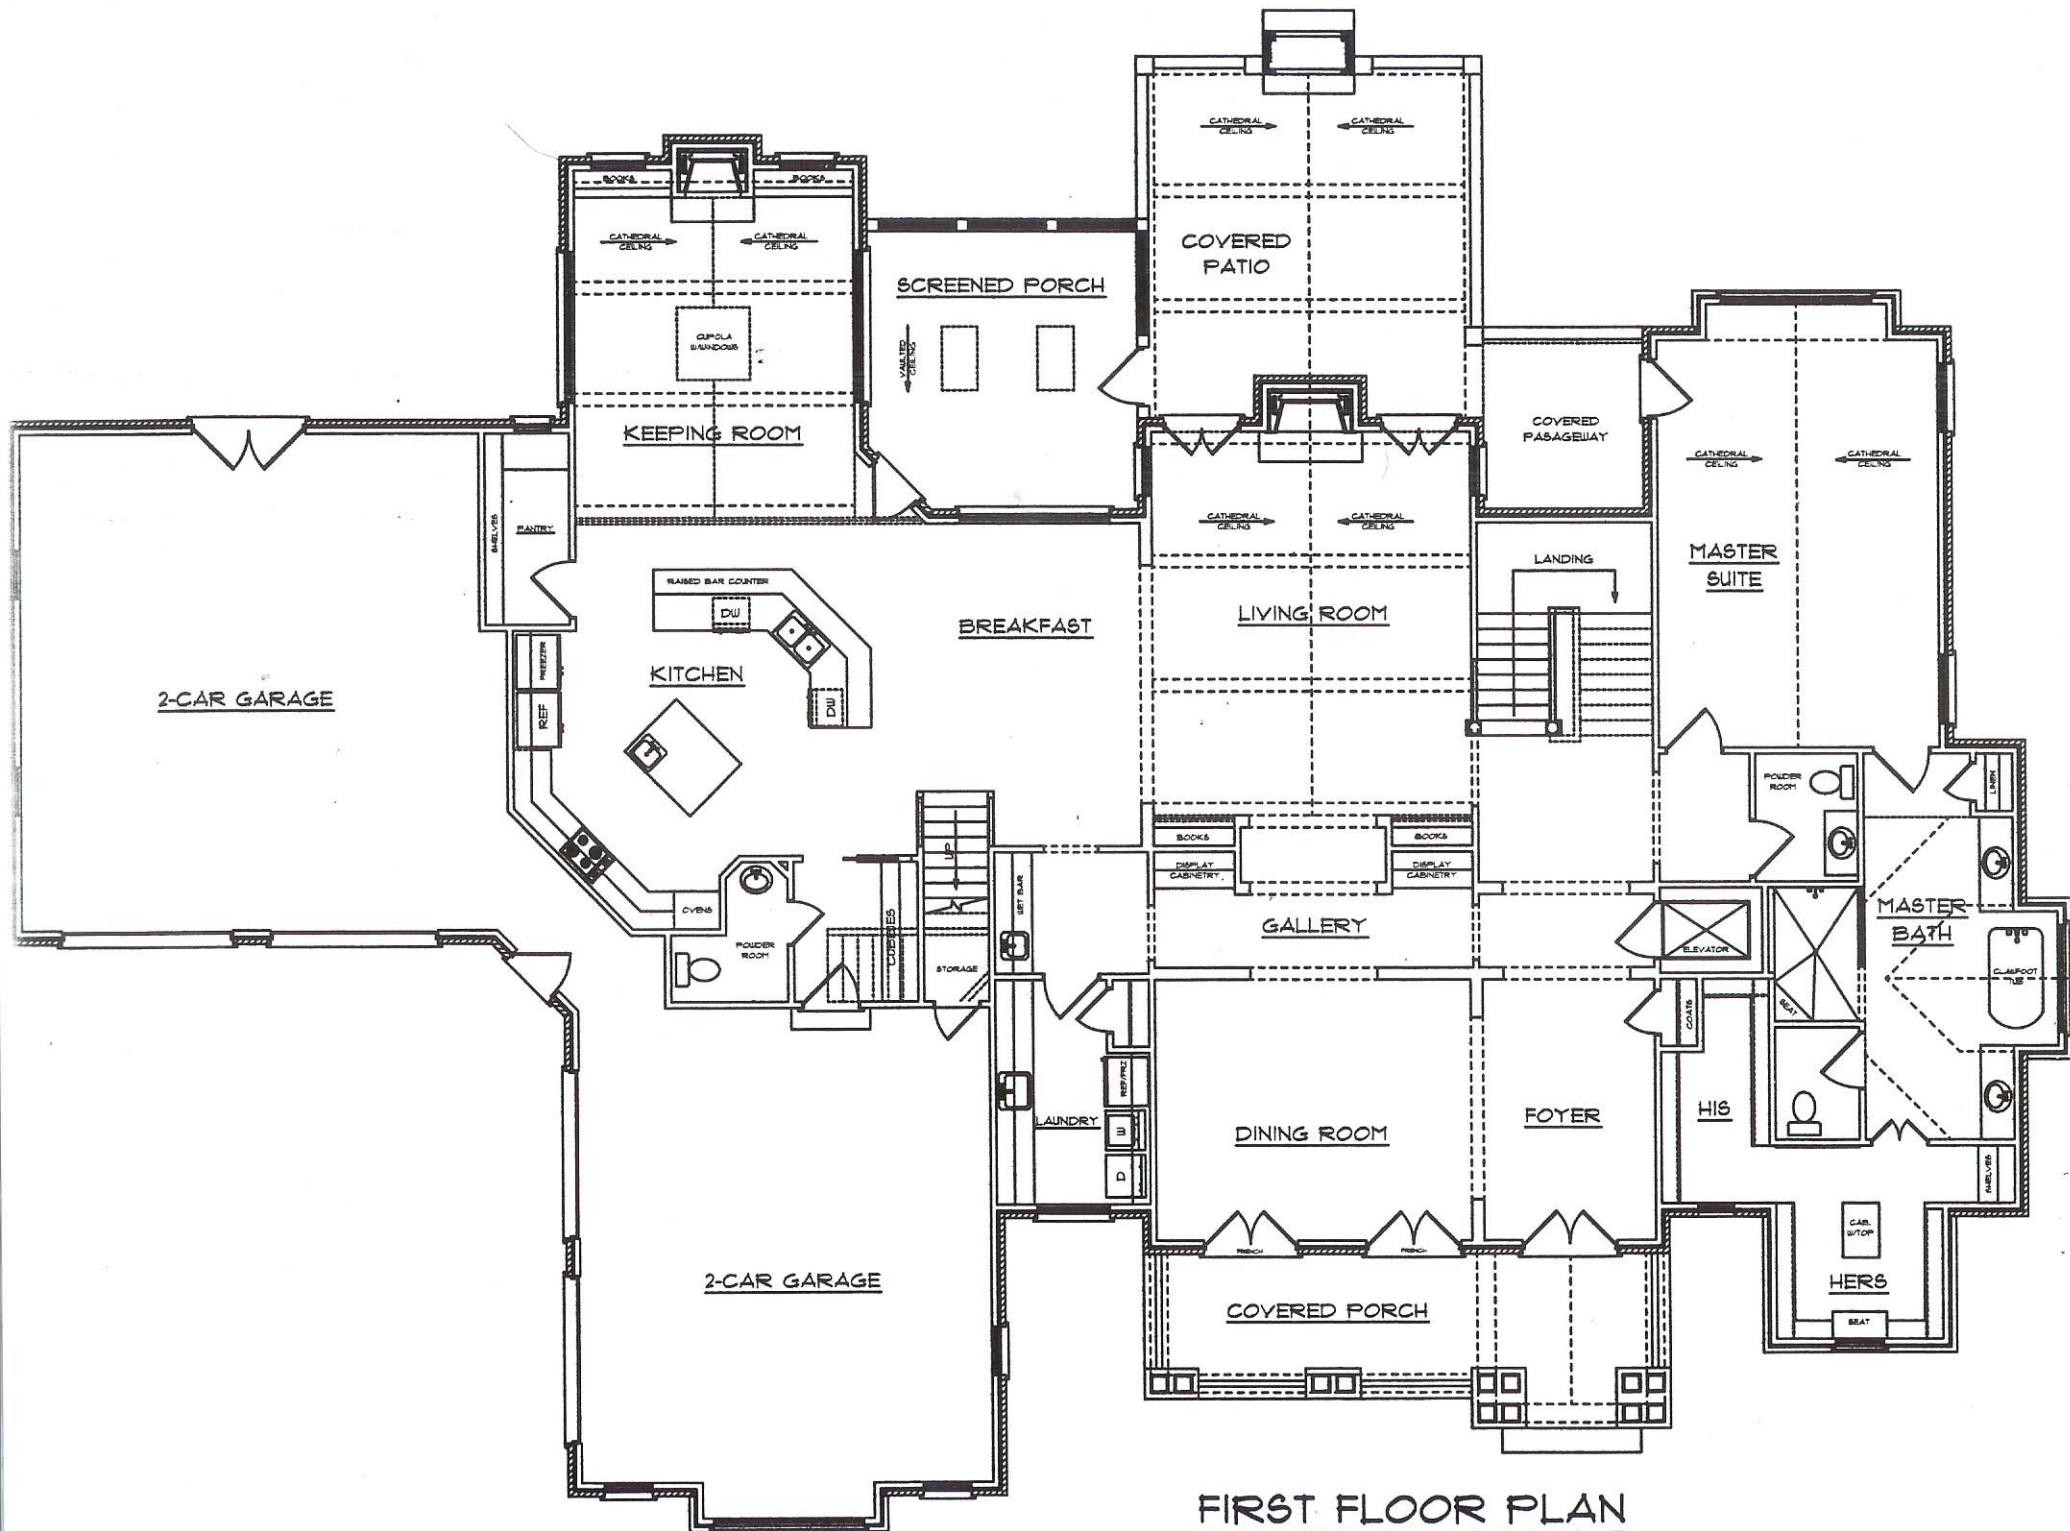 CATHEDRAL
CEILING
CATHEDRAL
CEILING
BOOKS
BOOKS
CATHEDRAL
CEILING
CATHEDRAL
CEILING
COVERED
PATIO
SCREENED PORCH
CUPOLA
W/WINDOWS
VAULTED
CEILING
KEEPING ROOM
COVERED
PASAGEWAY
CATHEDRAL
CEILING
CATHEDRAL
CEILING
SHELVES
PANTRY
CATHEDRAL
CEILING
CATHEDRAL
CEILING
LANDING
MASTER
SUITE
RAISED BAR COUNTER
DW
BREAKFAST
LIVING ROOM
FREEZER
KITCHEN
2-CAR GARAGE
REF
DW
POWDER
ROOM
LINEN
UP
BOOKS
BOOKS
DISPLAY
CABINETRY
DISPLAY
CABINETRY
OVENS
CUBBIES
WET BAR
GALLERY
MASTER
BATH
POWDER
ROOM
ELEVATOR
STORAGE
CLAWFOOT
TUB
SEAT
COATS
REF/FRZ
LAUNDRY
W
DINING ROOM
FOYER
HIS
D
SHELVES
CAB.
W/TOP
FRENCH
FRENCH
2-CAR GARAGE
HERS
COVERED PORCH
SEAT
FIRST FLOOR PLAN